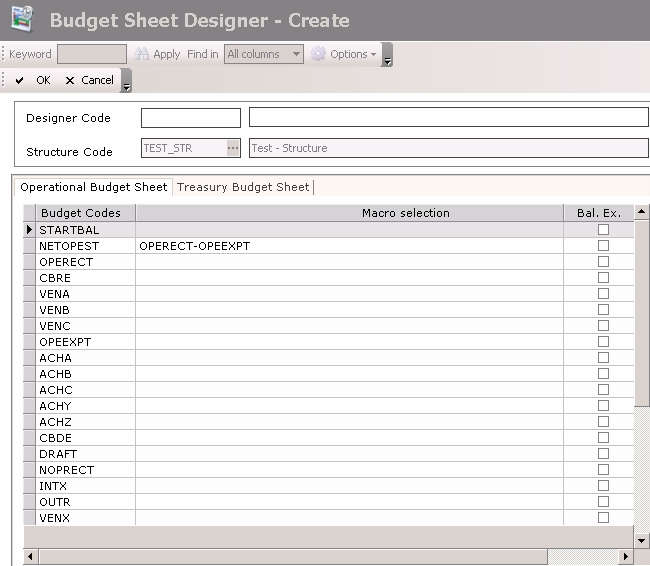 Budget Sheet Designer - Create
Keyword Apply Find in All columns Options
OK Cancel
Designer Code
Structure Code TEST_STR ... Test - Structure
Operational Budget Sheet Treasury Budget Sheet
Budget Codes Macro selection Bal. Ex.
STARTBAL
NETOPEST OPERECT-OPEEXPT
OPERECT
CBRE
VENA
VENB
VENC
OPEEXPT
ACHA
ACHB
ACHC
ACHY
ACHZ
CBDE
DRAFT
NOPRECT
INTX
OUTR
VENX